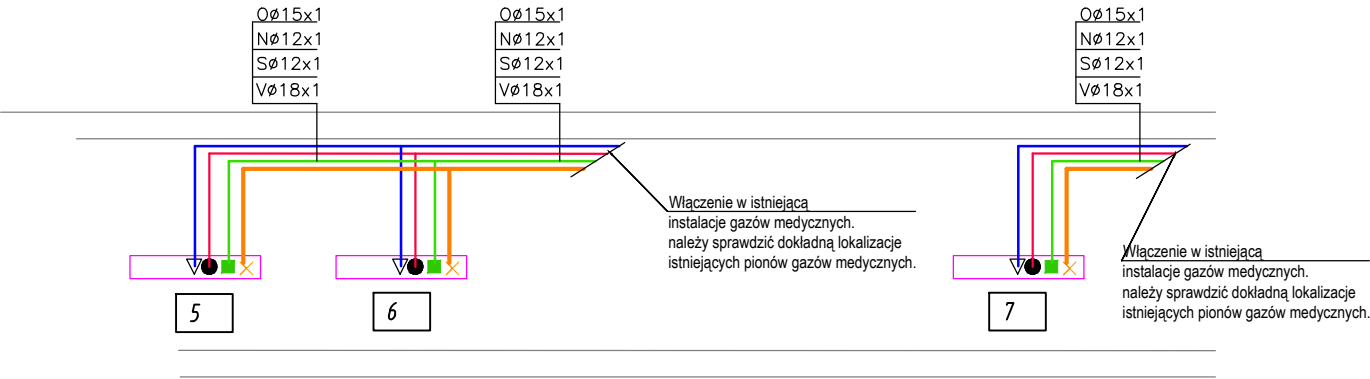 Oø15x1
Nø12x1
Sø12x1
Vø18x1
Oø15x1
Nø12x1
Sø12x1
Vø18x1
Oø15x1
Nø12x1
Sø12x1
Vø18x1
Włączenie w istniejącą
instalacje gazów medycznych.
należy sprawdzić dokładną lokalizacje
istniejących pionów gazów medycznych.
Włączenie w istniejącą
instalacje gazów medycznych.
należy sprawdzić dokładną lokalizacje
istniejących pionów gazów medycznych.
5
6
7